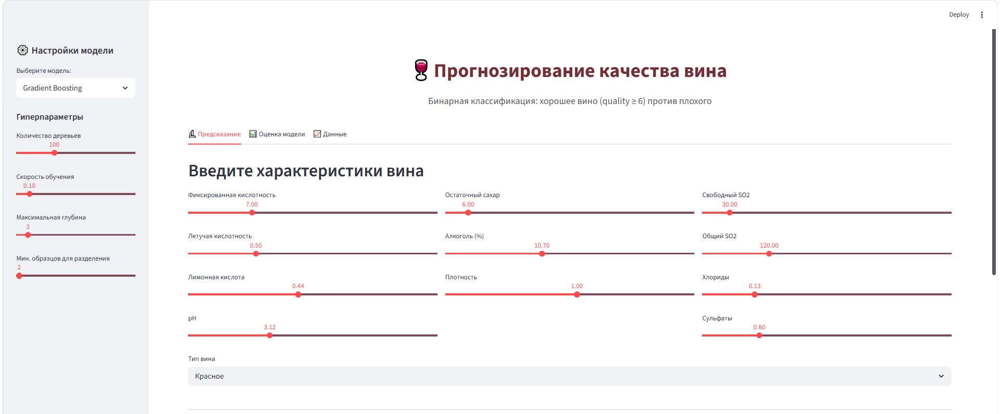 Deploy
Настройки модели
Выберите модель:
Gradient Boosting
Гиперпараметры
Количество деревьев
100
Скорость обучения
0.10
Максимальная глубина
3
Мин. образцов для разделения
2
Прогнозирование качества вина
Бинарная классификация: хорошее вино (quality ≥ 6) против плохого
Предсказание Оценка модели Данные
Введите характеристики вина
Фиксированная кислотность
7.00
Летучая кислотность
0.50
Лимонная кислота
0.44
pH
3.12
Остаточный сахар
6.00
Алкоголь (%)
10.70
Плотность
1.00
Свободный SO2
30.00
Общий SO2
120.00
Хлориды
0.13
Сульфаты
0.60
Тип вина
Красное